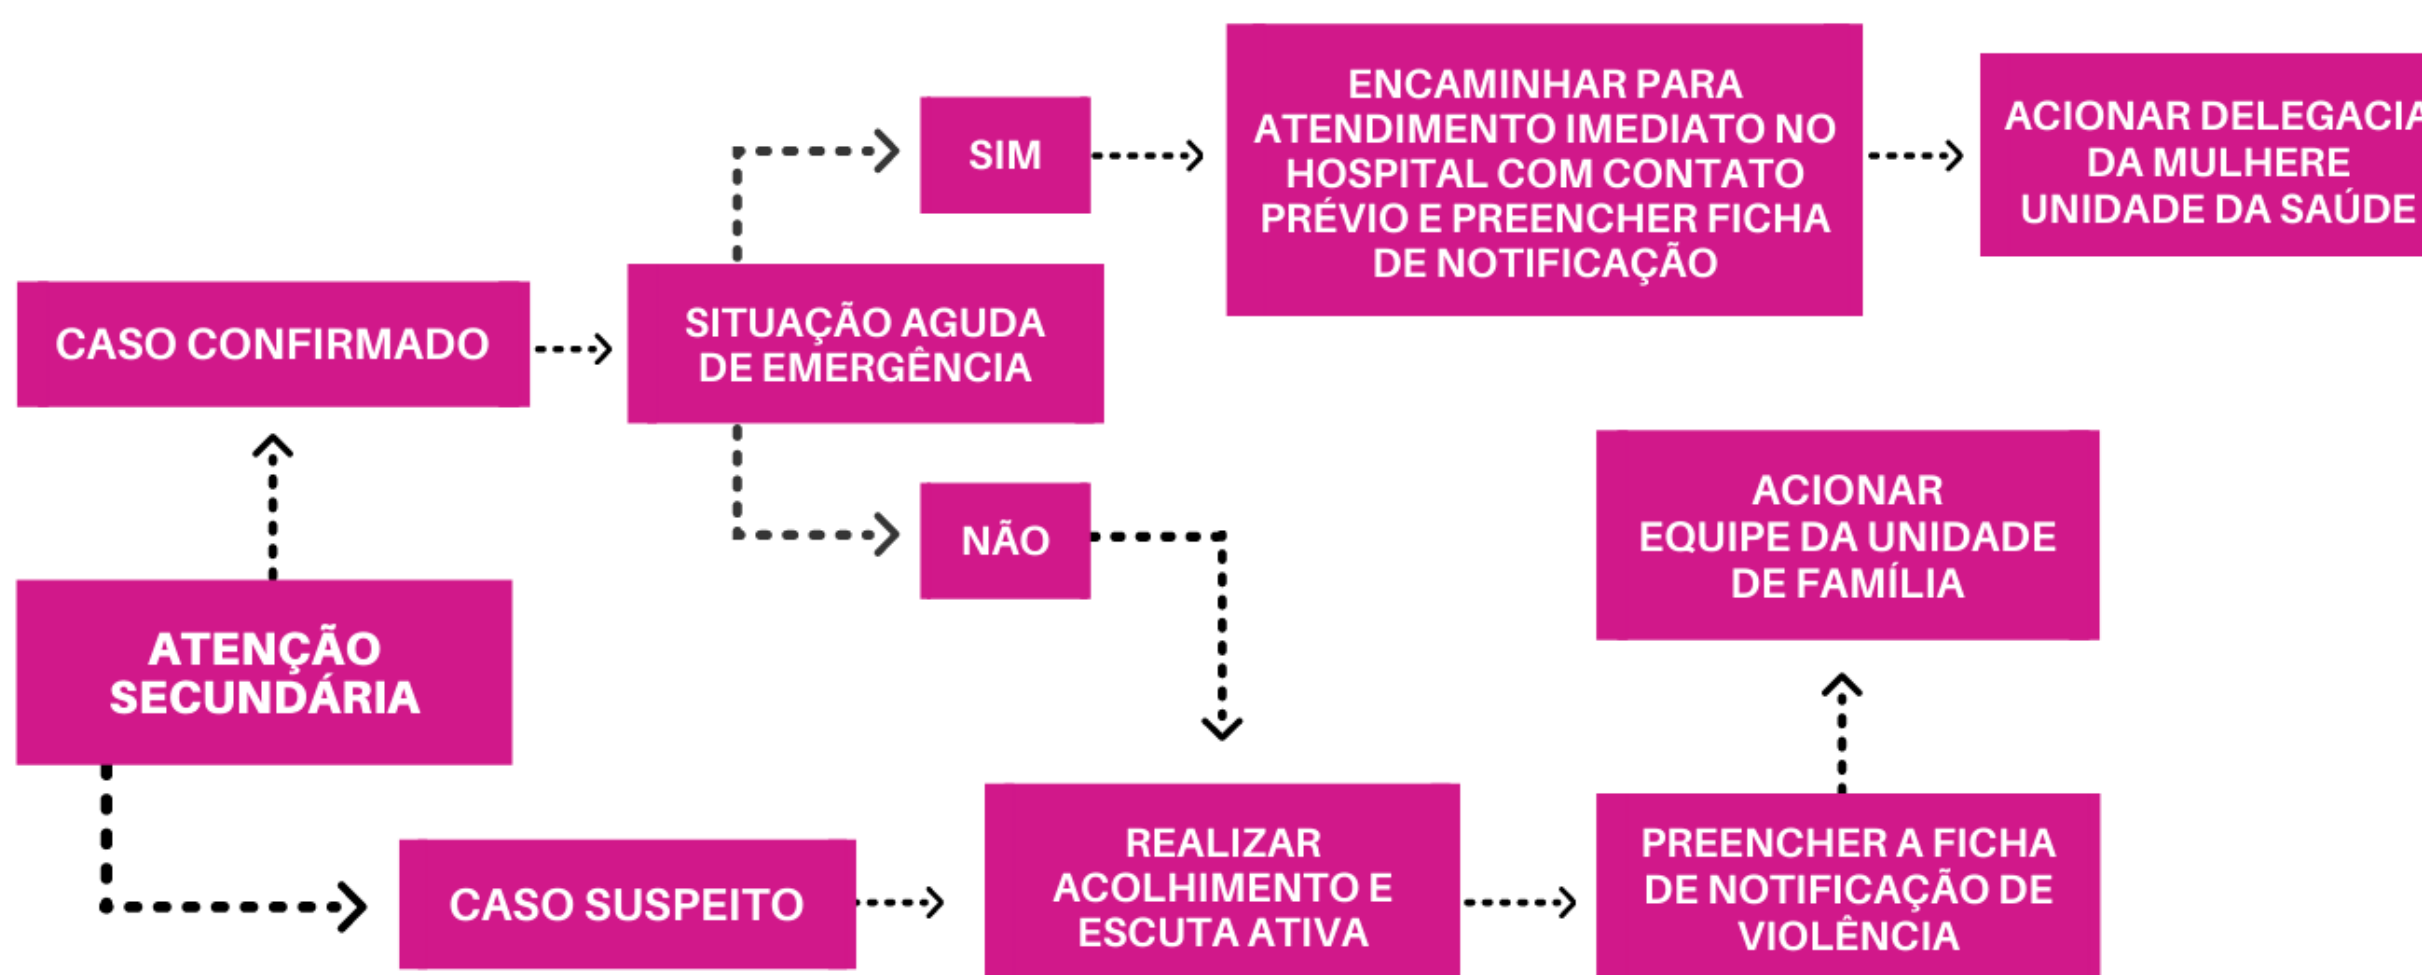 ENCAMINHAR PARA
ATENDIMENTO IMEDIATO NO
HOSPITAL COM CONTATO
PRÉVIO E PREENCHER FICHA
DE NOTIFICAÇÃO
ACIONAR DELEGACIA
DA MULHERE
UNIDADE DA SAÚDE
SIM
CASO CONFIRMADO
SITUAÇÃO AGUDA
DE EMERGÊNCIA
NÃO
ACIONAR
EQUIPE DA UNIDADE
DE FAMÍLIA
ATENÇÃO
SECUNDÁRIA
CASO SUSPEITO
REALIZAR
ACOLHIMENTO E
ESCUTA ATIVA
PREENCHER A FICHA
DE NOTIFICAÇÃO DE
VIOLÊNCIA